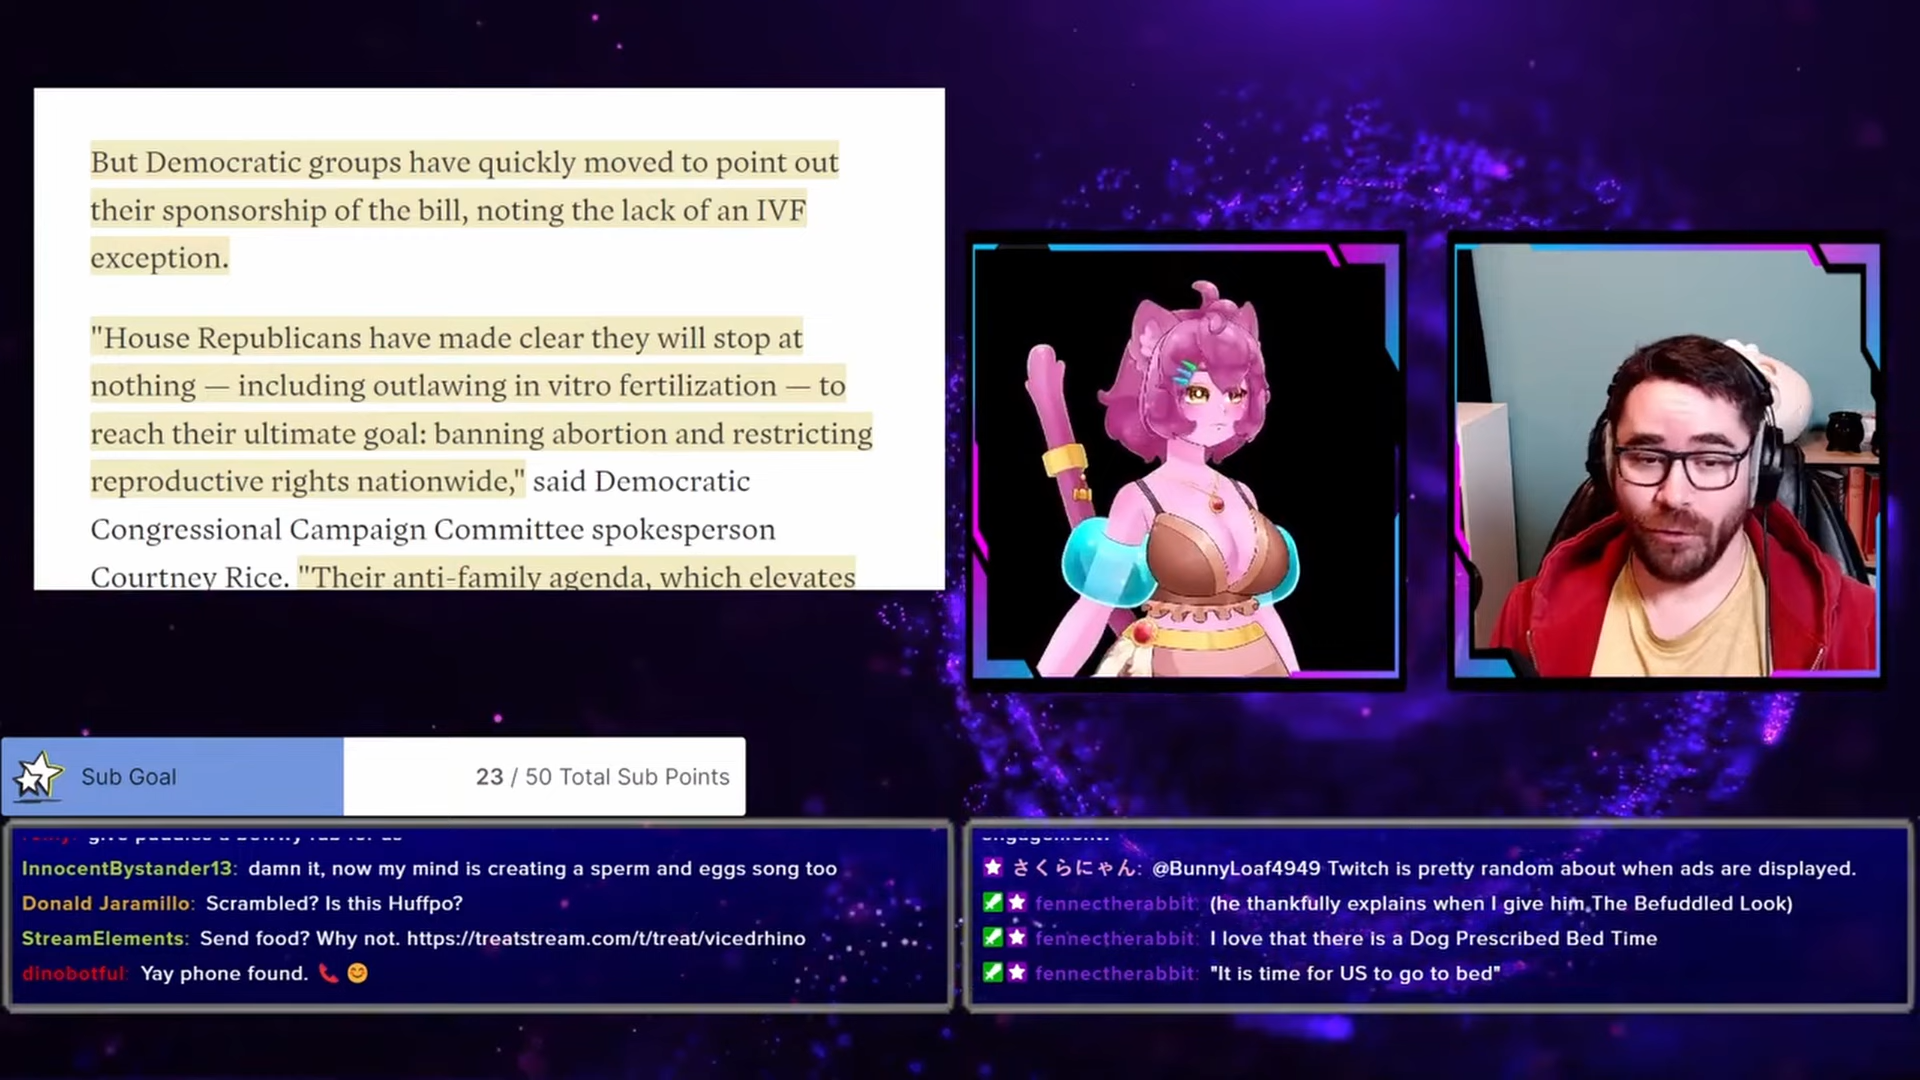 But Democratic groups have quickly moved to point out
their sponsorship of the bill, noting the lack of an IVF
exception.
"House Republicans have made clear they will stop at
nothing — including outlawing in vitro fertilization — to
reach their ultimate goal: banning abortion and restricting
reproductive rights nationwide," said Democratic
Congressional Campaign Committee spokesperson
Courtney Rice. "Their anti-family agenda, which elevates
Sub Goal
23 / 50 Total Sub Points
InnocentBystander13: damn it, now my mind is creating a sperm and eggs song too
Donald Jaramillo: Scrambled? Is this Huffpo?
StreamElements: Send food? Why not. https://treatstream.com/t/treat/vicedrhino
dinobotful: Yay phone found. 📞 😊
engagement.
さくらにゃん: @BunnyLoaf4949 Twitch is pretty random about when ads are displayed.
fennectherabbit: (he thankfully explains when I give him The Befuddled Look)
fennectherabbit: I love that there is a Dog Prescribed Bed Time
fennectherabbit: "It is time for US to go to bed"